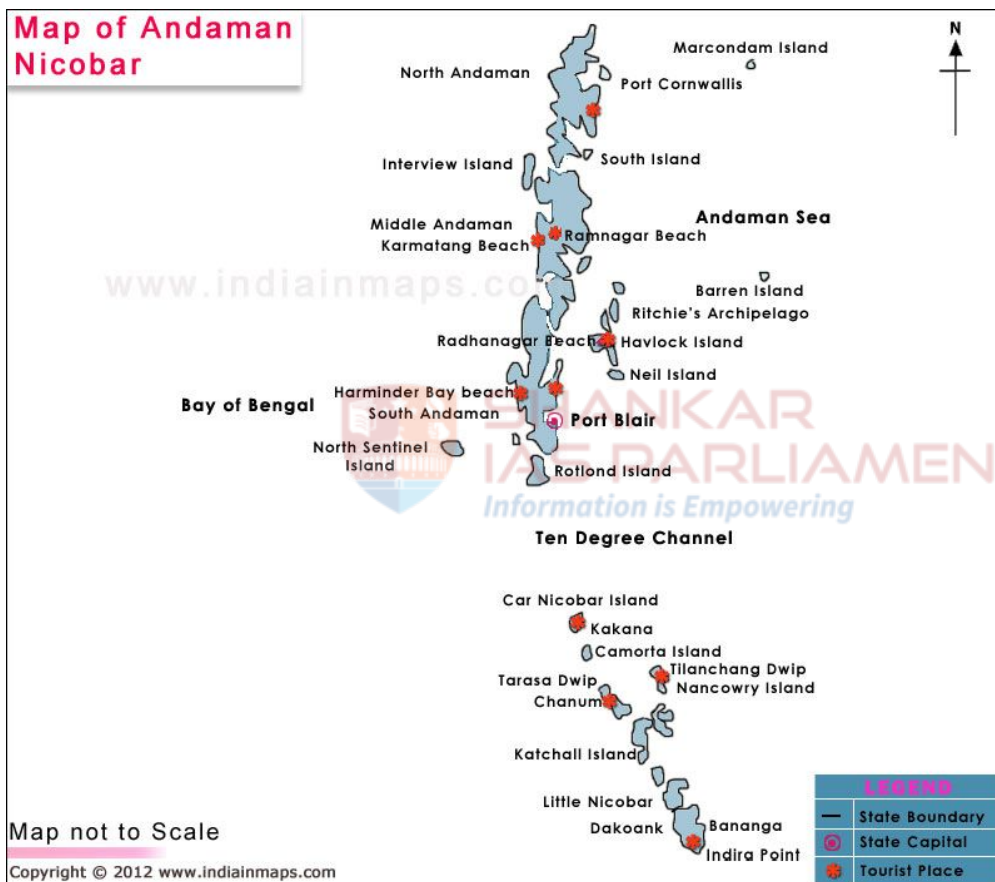 Map of Andaman
Nicobar
N
Marcondam Island
North Andaman
Port Cornwallis
South Island
Interview Island
Andaman Sea
Middle Andaman
Karmatang Beach
Ramnagar Beach
www.indiainmaps.co
Barren Island
Ritchie's Archipelago
Radhanagar Beach
Havlock Island
Neil Island
Harminder Bay beach
Bay of Bengal
South Andaman
SHANKAR
Port Blair
North Sentinel
Island
IAS PARLIAMEN
Rotlond Island
Information is Empowering
Ten Degree Channel
Car Nicobar Island
Kakana
Camorta Island
Tilanchang Dwip
Tarasa Dwip
Nancowry Island
Chanum
Katchall Island
Little Nicobar
Dakoank
Bananga
Indira Point
LEGEND
State Boundary
State Capital
Tourist Place
Map not to Scale
Copyright © 2012 www.indiainmaps.com